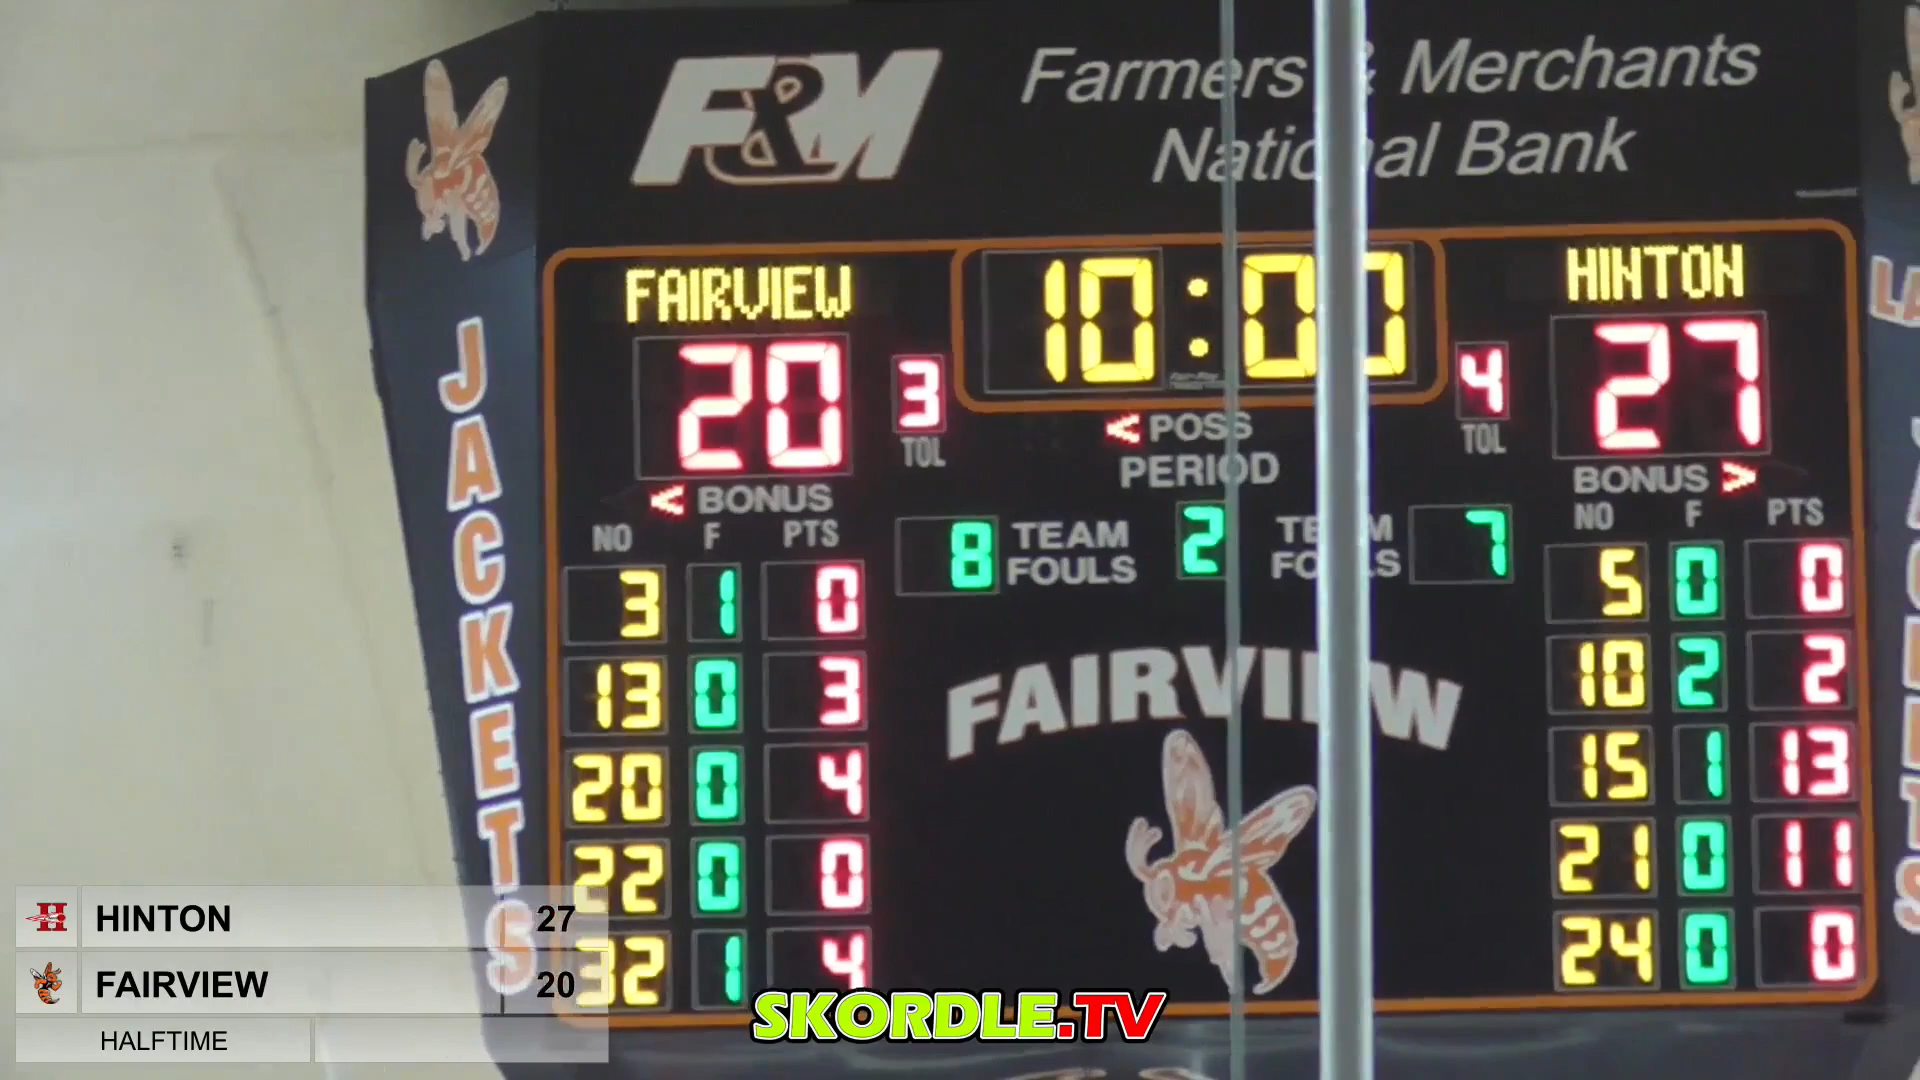 F&M
Farmers & Merchants
National Bank
JACKETS
FAIRVIEW
10:00
HINTON
20
3
TOL
< POSS
PERIOD
4
TOL
27
< BONUS
BONUS >
NO F PTS
8 TEAM FOULS
2
TEAM FOULS 7
NO F PTS
3 1 0
13 0 3
20 0 4
22 0 0
32 1 4
5 0 0
10 2 2
15 1 13
21 0 11
24 0 0
FAIRVIEW
H HINTON 27
FAIRVIEW 20
HALFTIME
SKORDLE.TV